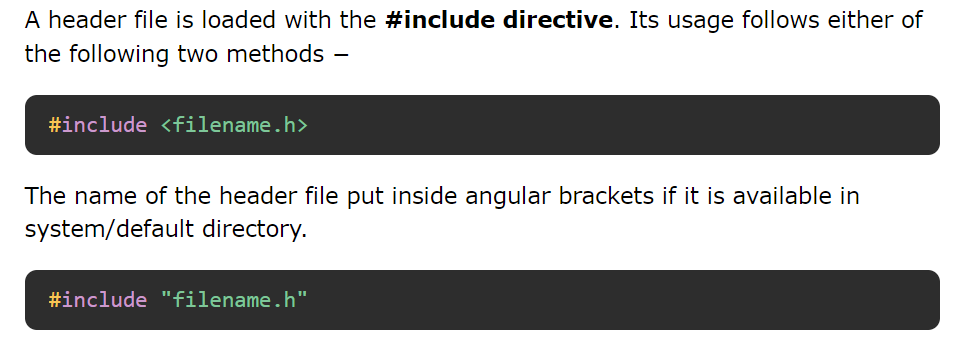 A header file is loaded with the #include directive. Its usage follows either of
the following two methods −
#include <filename.h>
The name of the header file put inside angular brackets if it is available in
system/default directory.
#include "filename.h"